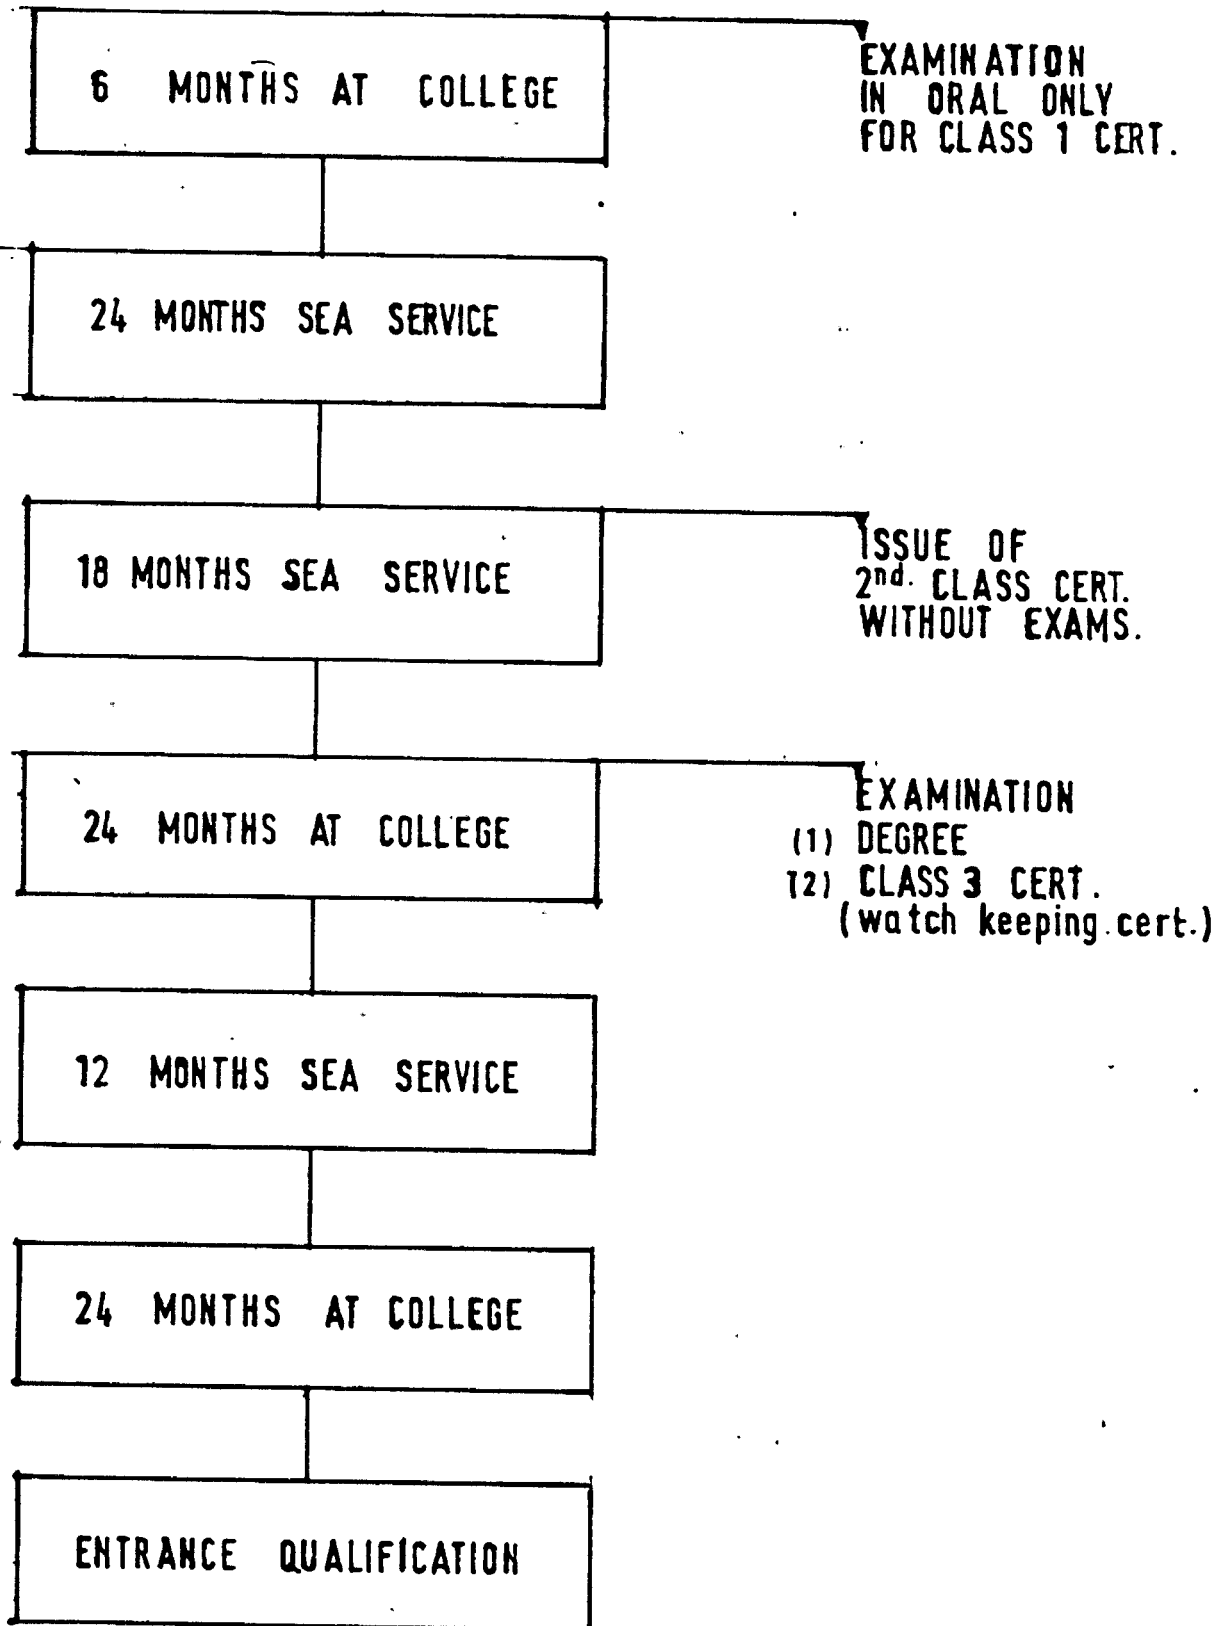 6 MONTHS AT COLLEGE
EXAMINATION
IN ORAL ONLY
FOR CLASS 1 CERT.
24 MONTHS SEA SERVICE
18 MONTHS SEA SERVICE
ISSUE OF
2nd. CLASS CERT.
WITHOUT EXAMS.
24 MONTHS AT COLLEGE
EXAMINATION
(1) DEGREE
(2) CLASS 3 CERT.
(watch keeping cert.)
12 MONTHS SEA SERVICE
24 MONTHS AT COLLEGE
ENTRANCE QUALIFICATION